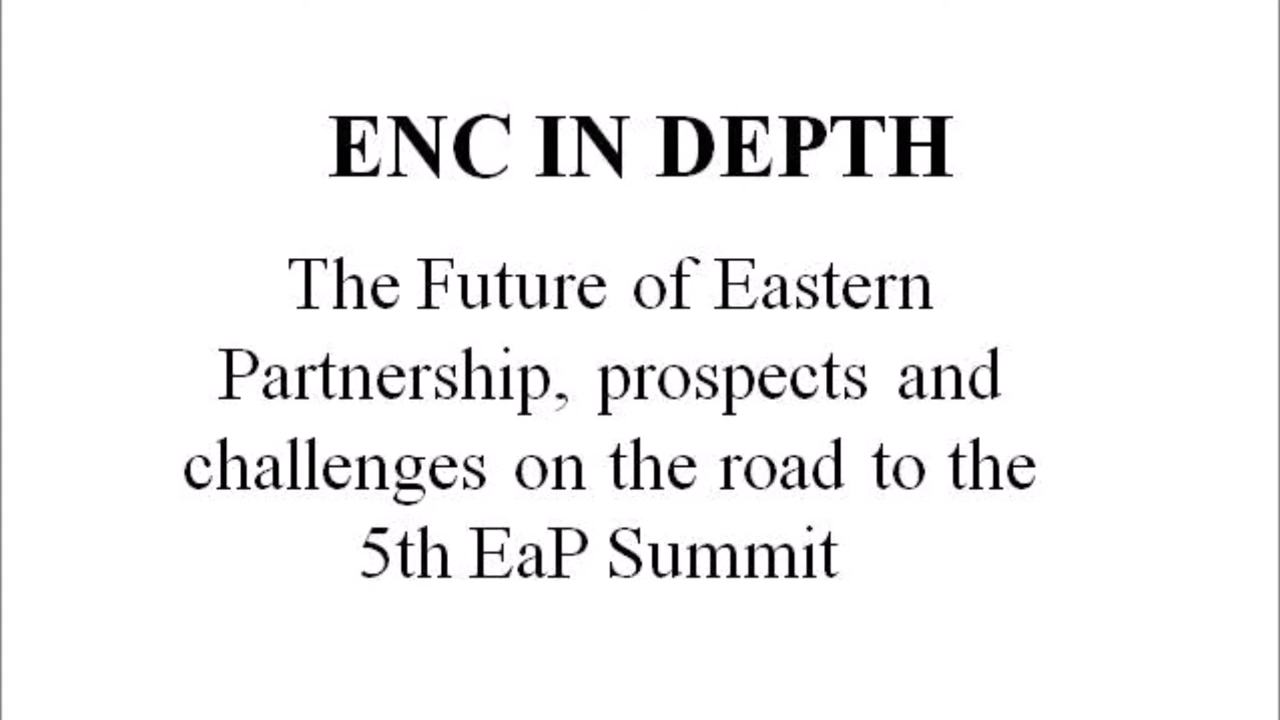 ENC IN DEPTH
The Future of Eastern
Partnership, prospects and
challenges on the road to the
5th EaP Summit